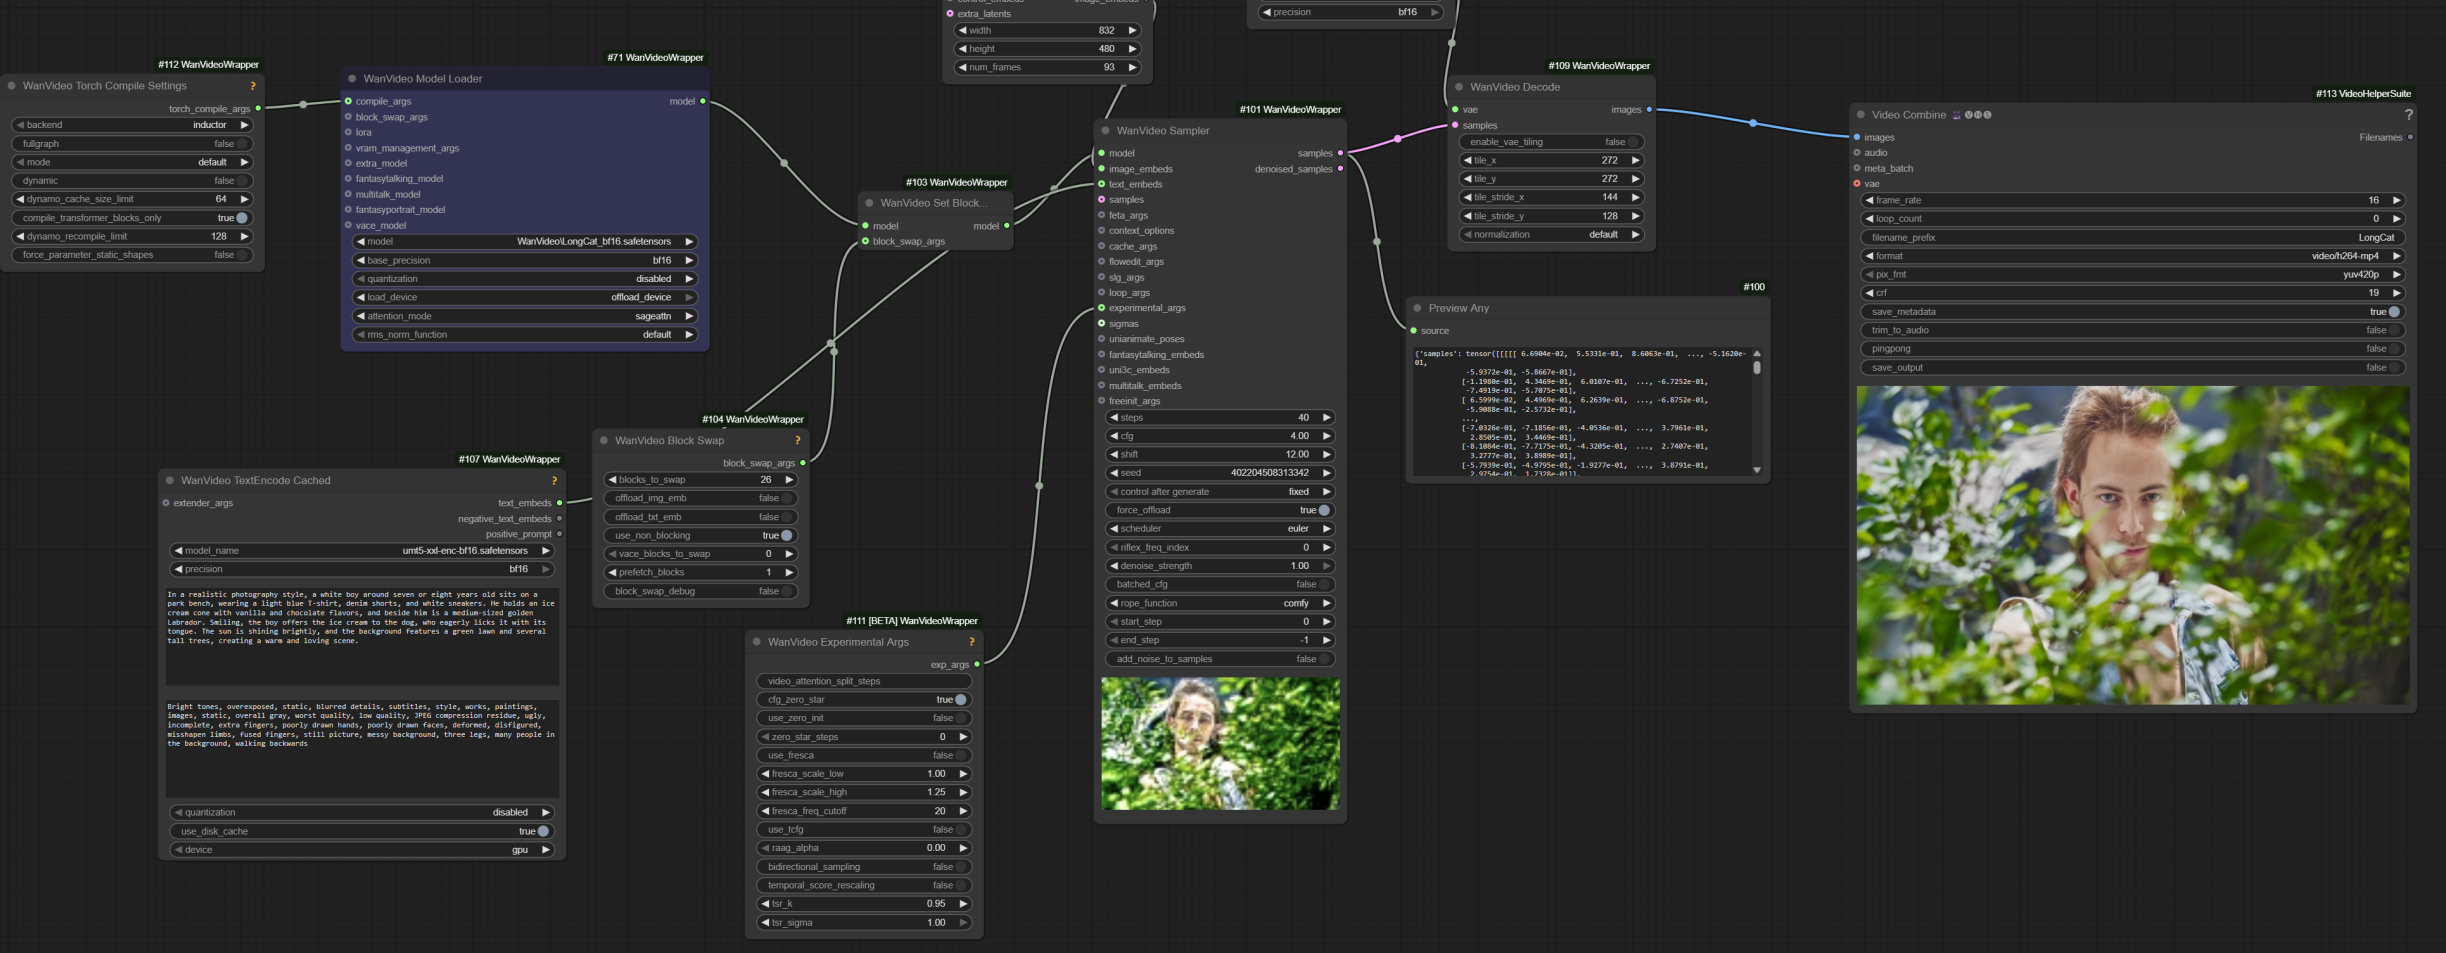 extra_latents
width 832
height 480
num_frames 93
precision bf16
#112 WanVideoWrapper
WanVideo Torch Compile Settings ?
torch_compile_args
backend inductor
fullgraph false
mode default
dynamic false
dynamo_cache_size_limit 64
compile_transformer_blocks_only true
dynamo_recompile_limit 128
force_parameter_static_shapes false
#71 WanVideoWrapper
WanVideo Model Loader
compile_args model
block_swap_args
lora
vram_management_args
extra_model
fantasytalking_model
multitalk_model
fantasyportrait_model
vace_model
model WanVideo\LongCat_bf16.safetensors
base_precision bf16
quantization disabled
load_device offload_device
attention_mode sageattn
rms_norm_function default
#103 WanVideoWrapper
WanVideo Set Block...
model model
block_swap_args
#107 WanVideoWrapper
WanVideo TextEncode Cached ?
extender_args text_embeds
negative_text_embeds
positive_prompt
model_name umt5-xxl-enc-bf16.safetensors
precision bf16
In a realistic photography style, a white boy around seven or eight years old sits on a
park bench, wearing a light blue T-shirt, denim shorts, and white sneakers. He holds an ice
cream cone with vanilla and chocolate flavors, and beside him is a medium-sized golden
Labrador. Smiling, the boy offers the ice cream to the dog, who eagerly licks it with its
tongue. The sun is shining brightly, and the background features a green lawn and several
tall trees, creating a warm and loving scene.
Bright tones, overexposed, static, blurred details, subtitles, style, works, paintings,
images, static, overall gray, worst quality, low quality, JPEG compression residue, ugly,
incomplete, extra fingers, poorly drawn hands, poorly drawn faces, deformed, disfigured,
misshapen limbs, fused fingers, still picture, messy background, three legs, many people in
the background, walking backwards
quantization disabled
use_disk_cache true
device gpu
#104 WanVideoWrapper
WanVideo Block Swap ?
block_swap_args
blocks_to_swap 26
offload_img_emb false
offload_txt_emb false
use_non_blocking true
vace_blocks_to_swap 0
prefetch_blocks 1
block_swap_debug false
#111 [BETA] WanVideoWrapper
WanVideo Experimental Args ?
exp_args
video_attention_split_steps
cfg_zero_star true
use_zero_init false
zero_star_steps 0
use_fresca false
fresca_scale_low 1.00
fresca_scale_high 1.25
fresca_freq_cutoff 20
use_tcfg false
raag_alpha 0.00
bidirectional_sampling false
temporal_score_rescaling false
tsr_k 0.95
tsr_sigma 1.00
#101 WanVideoWrapper
WanVideo Sampler
model samples
image_embeds denoised_samples
text_embeds
samples
feta_args
context_options
cache_args
flowedit_args
slg_args
loop_args
experimental_args
sigmas
unianimate_poses
fantasytalking_embeds
uni3c_embeds
multitalk_embeds
freeinit_args
steps 40
cfg 4.00
shift 12.00
seed 402204508313342
control after generate fixed
force_offload true
scheduler euler
riflex_freq_index 0
denoise_strength 1.00
batched_cfg false
rope_function comfy
start_step 0
end_step -1
add_noise_to_samples false
#109 WanVideoWrapper
WanVideo Decode
vae images
samples
enable_vae_tiling false
tile_x 272
tile_y 272
tile_stride_x 144
tile_stride_y 128
normalization default
#100
Preview Any
source
{'samples': tensor([[[[[ 6.6904e-02, 5.5331e-01, 8.6063e-01, ..., -5.1620e-
01,
-5.9372e-01, -5.8667e-01],
[-1.1980e-01, 4.3469e-01, 6.0107e-01, ..., -6.7252e-01,
-7.4919e-01, -5.7075e-01],
[ 6.5999e-02, 4.4969e-01, 6.2639e-01, ..., -6.8752e-01,
-5.9088e-01, -2.5732e-01],
...,
[-7.0326e-01, -7.1856e-01, -4.0536e-01, ..., 3.7961e-01,
2.8505e-01, 3.4469e-01],
[-8.1084e-01, -7.7175e-01, -4.3205e-01, ..., 2.7407e-01,
3.2777e-01, 3.8989e-01],
[-5.7939e-01, -4.9795e-01, -1.9277e-01, ..., 3.8791e-01,
#113 VideoHelperSuite
Video Combine ?
images Filenames
audio
meta_batch
vae
frame_rate 16
loop_count 0
filename_prefix LongCat
format video/h264-mp4
pix_fmt yuv420p
crf 19
save_metadata true
trim_to_audio false
pingpong false
save_output false